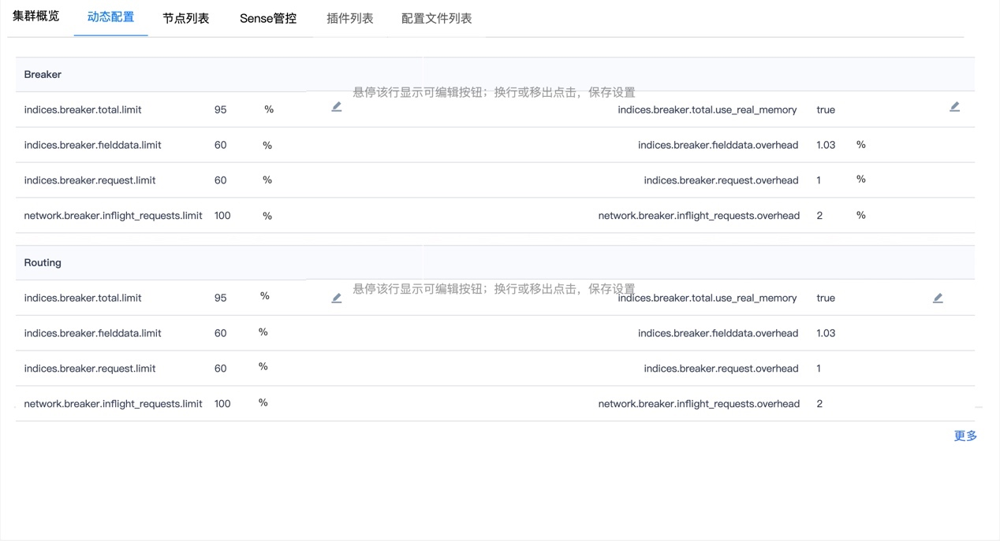 集群概览 动态配置 节点列表 Sense管控 插件列表 配置文件列表
Breaker
悬停该行显示可编辑按钮；换行或移出点击，保存设置
indices.breaker.total.limit 95 % indices.breaker.total.use_real_memory true
indices.breaker.fielddata.limit 60 % indices.breaker.fielddata.overhead 1.03 %
indices.breaker.request.limit 60 % indices.breaker.request.overhead 1 %
network.breaker.inflight_requests.limit 100 % network.breaker.inflight_requests.overhead 2 %
Routing
悬停该行显示可编辑按钮；换行或移出点击，保存设置
indices.breaker.total.limit 95 % indices.breaker.total.use_real_memory true
indices.breaker.fielddata.limit 60 % indices.breaker.fielddata.overhead 1.03
indices.breaker.request.limit 60 % indices.breaker.request.overhead 1
network.breaker.inflight_requests.limit 100 % network.breaker.inflight_requests.overhead 2
更多